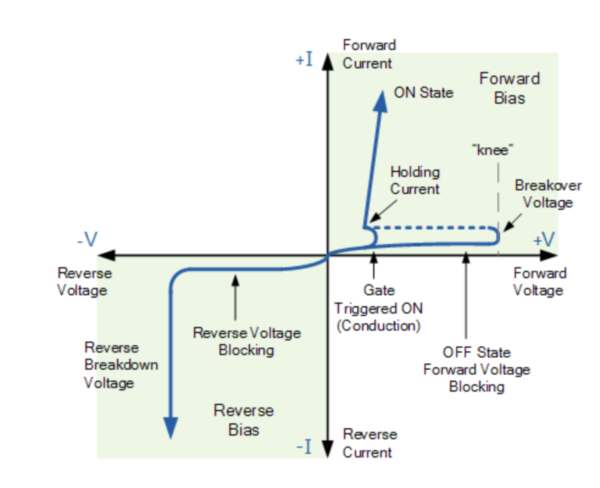 Forward
+I
Current
Forward
Bias
ON State
"knee"
Holding
Current
Breakover
Voltage
-V
+V
Reverse
Voltage
Forward
Voltage
Gate
Triggered ON
(Conduction)
Reverse Voltage
Blocking
Reverse
Breakdown
Voltage
OFF State
Forward Voltage
Blocking
Reverse
Bias
-I
Reverse
Current